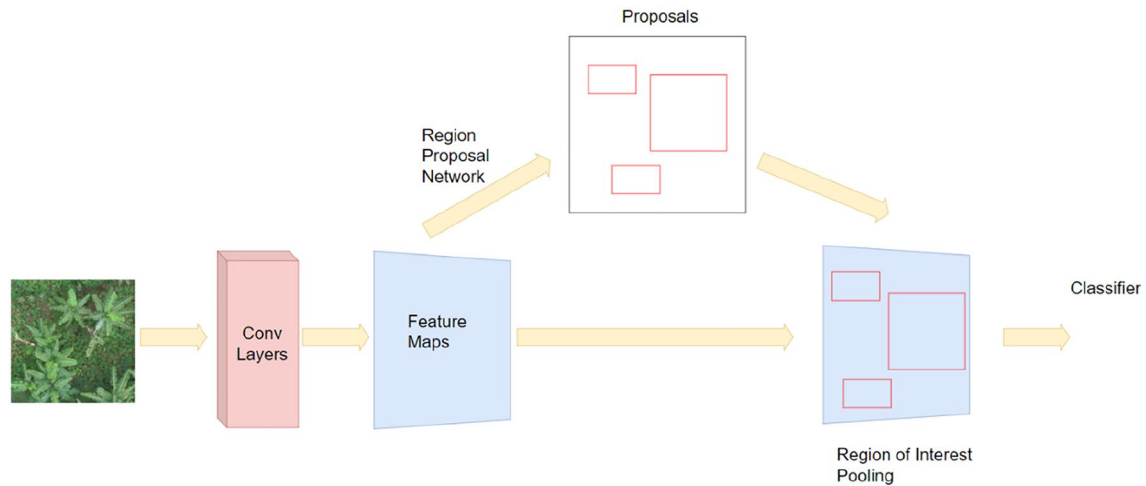 Proposals
Region
Proposal
Network
Conv
Layers
Feature
Maps
Classifier
Region of Interest
Pooling